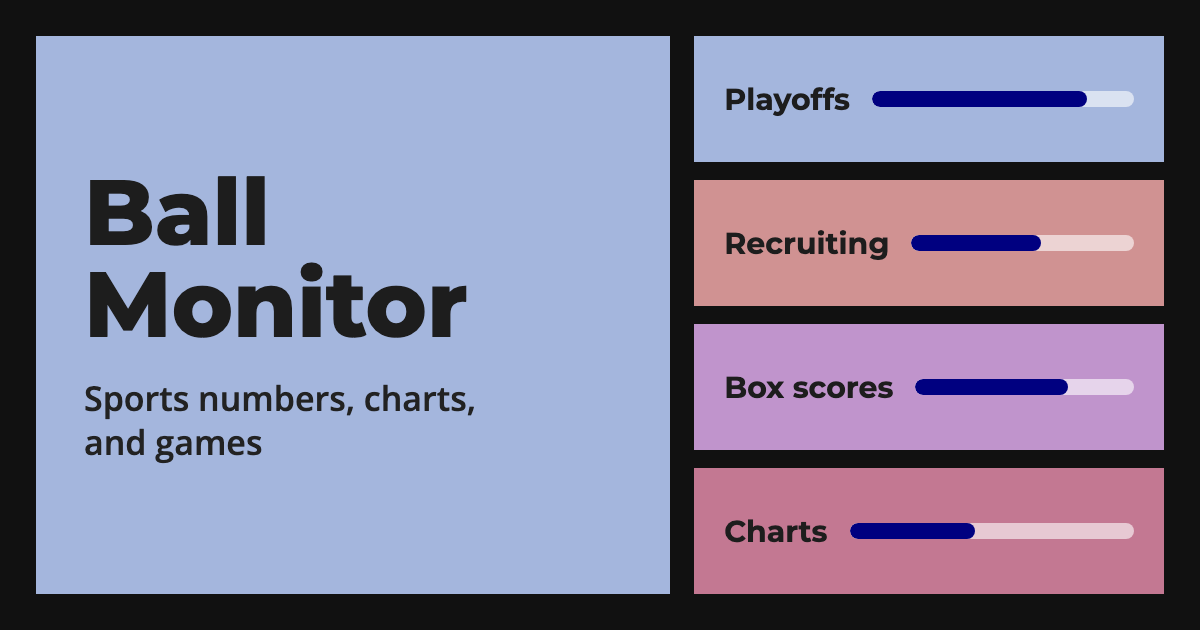 Ball
Monitor
Sports numbers, charts,
and games
Playoffs
Recruiting
Box scores
Charts